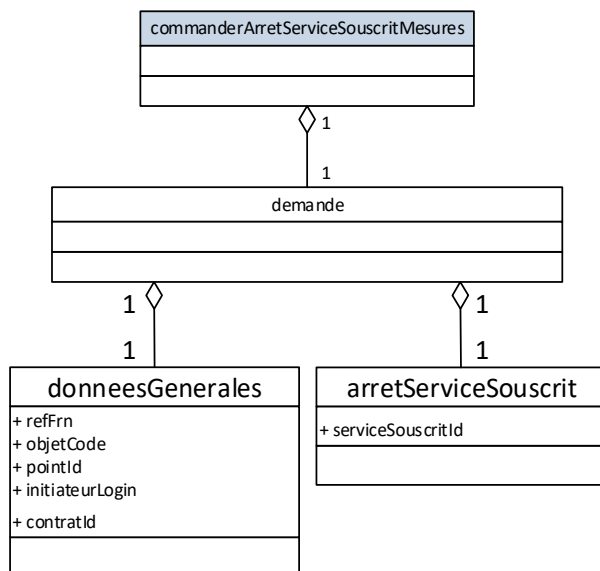 commanderArretServiceSouscritMesures
1
1
demande
1
1
1
1
donneesGenerales
+ refFrn
+ objetCode
+ pointId
+ initiateurLogin
+ contratId
arretServiceSouscrit
+ serviceSouscritId